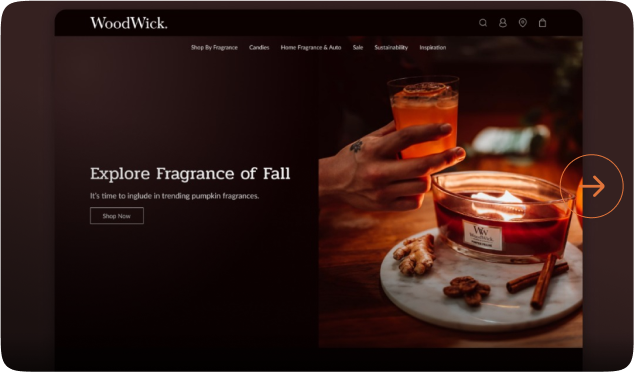 WoodWick.
Shop By Fragrance Candles Home Fragrance & Auto Sale Sustainability Inspiration
Explore Fragrance of Fall
It's time to inglude in trending pumpkin fragrances.
Shop Now
WW
WoodWick